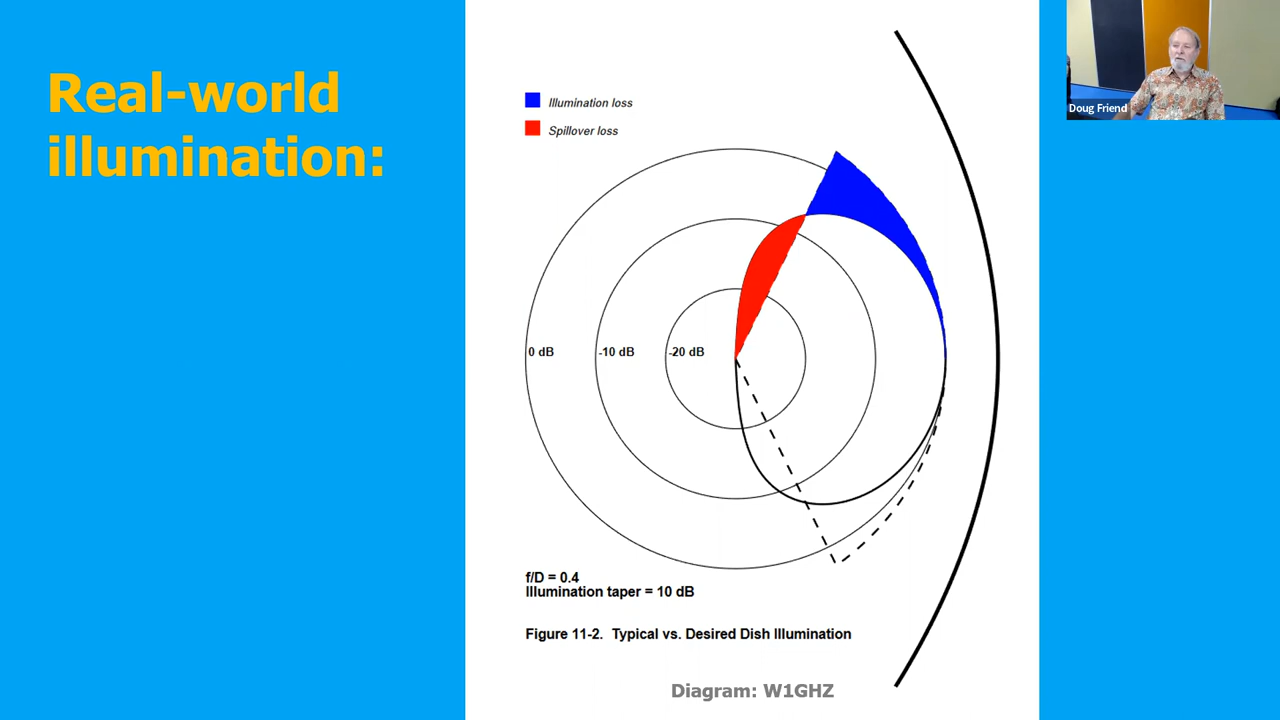 Real-world
illumination:
Illumination loss
Spillover loss
0 dB
-10 dB
-20 dB
f/D = 0.4
Illumination taper = 10 dB
Figure 11-2. Typical vs. Desired Dish Illumination
Diagram: W1GHZ
Doug Friend